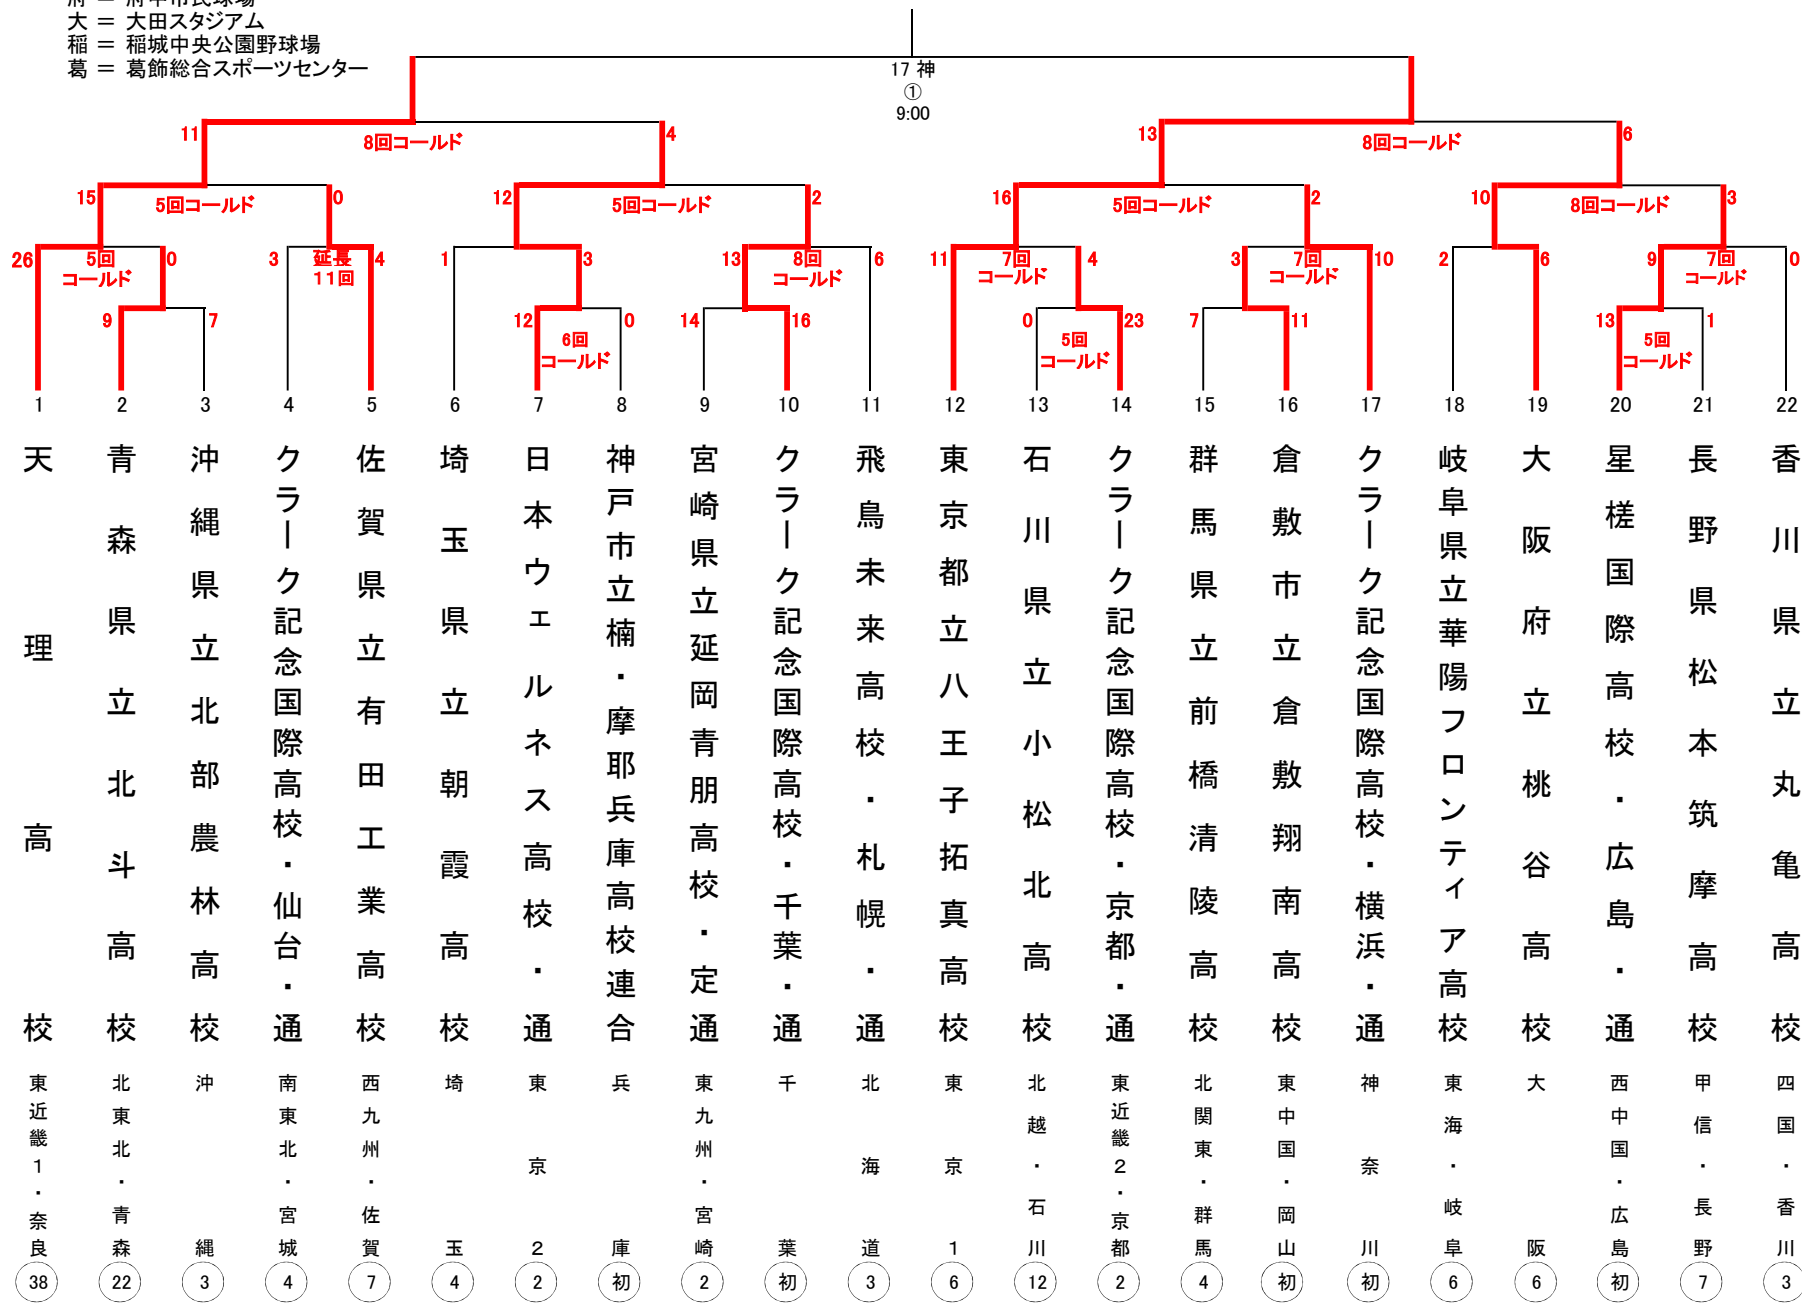 大 ＝ 大田スタジアム
稲 ＝ 稲城中央公園野球場
葛 ＝ 葛飾総合スポーツセンター
17 神
①
9:00
11 8回コールド 4
13 8回コールド 6
15 5回コールド 0
12 5回コールド 2
16 5回コールド 2
10 8回コールド 3
26 5回コールド 0
3 延長11回 4
1 3
13 8回コールド 6
11 7回コールド 4
3 7回コールド 10
2 6
9 7回コールド 0
9 7
12 6回コールド 0
14 16
0 5回コールド 23
7 11
13 5回コールド 1
1 天理高校 東近畿1・奈良 38
2 青森県立北斗高校 北東北・青森 22
3 沖縄県立北部農林高校 沖縄 3
4 クラーク記念国際高校・仙台・通 南東北・宮城 4
5 佐賀県立有田工業高校 西九州・佐賀 7
6 埼玉県立朝霞高校 埼玉 4
7 日本ウェルネス高校・通 東京2 2
8 神戸市立楠・摩耶兵庫高校連合 兵庫 初
9 宮崎県立延岡青朋高校・定通 東九州・宮崎 2
10 クラーク記念国際高校・千葉・通 千葉 初
11 飛鳥未来高校・札幌・通 北海道 3
12 東京都立八王子拓真高校 東京1 6
13 石川県立小松北高校 北越・石川 12
14 クラーク記念国際高校・京都・通 東近畿2・京都 2
15 群馬県立前橋清陵高校 北関東・群馬 4
16 倉敷市立倉敷翔南高校 東中国・岡山 初
17 クラーク記念国際高校・横浜・通 神奈川 初
18 岐阜県立華陽フロンティア高校 東海・岐阜 6
19 大阪府立桃谷高校 大阪 6
20 星槎国際高校・広島・通 西中国・広島 初
21 長野県松本筑摩高校 甲信・長野 7
22 香川県立丸亀高校 四国・香川 3